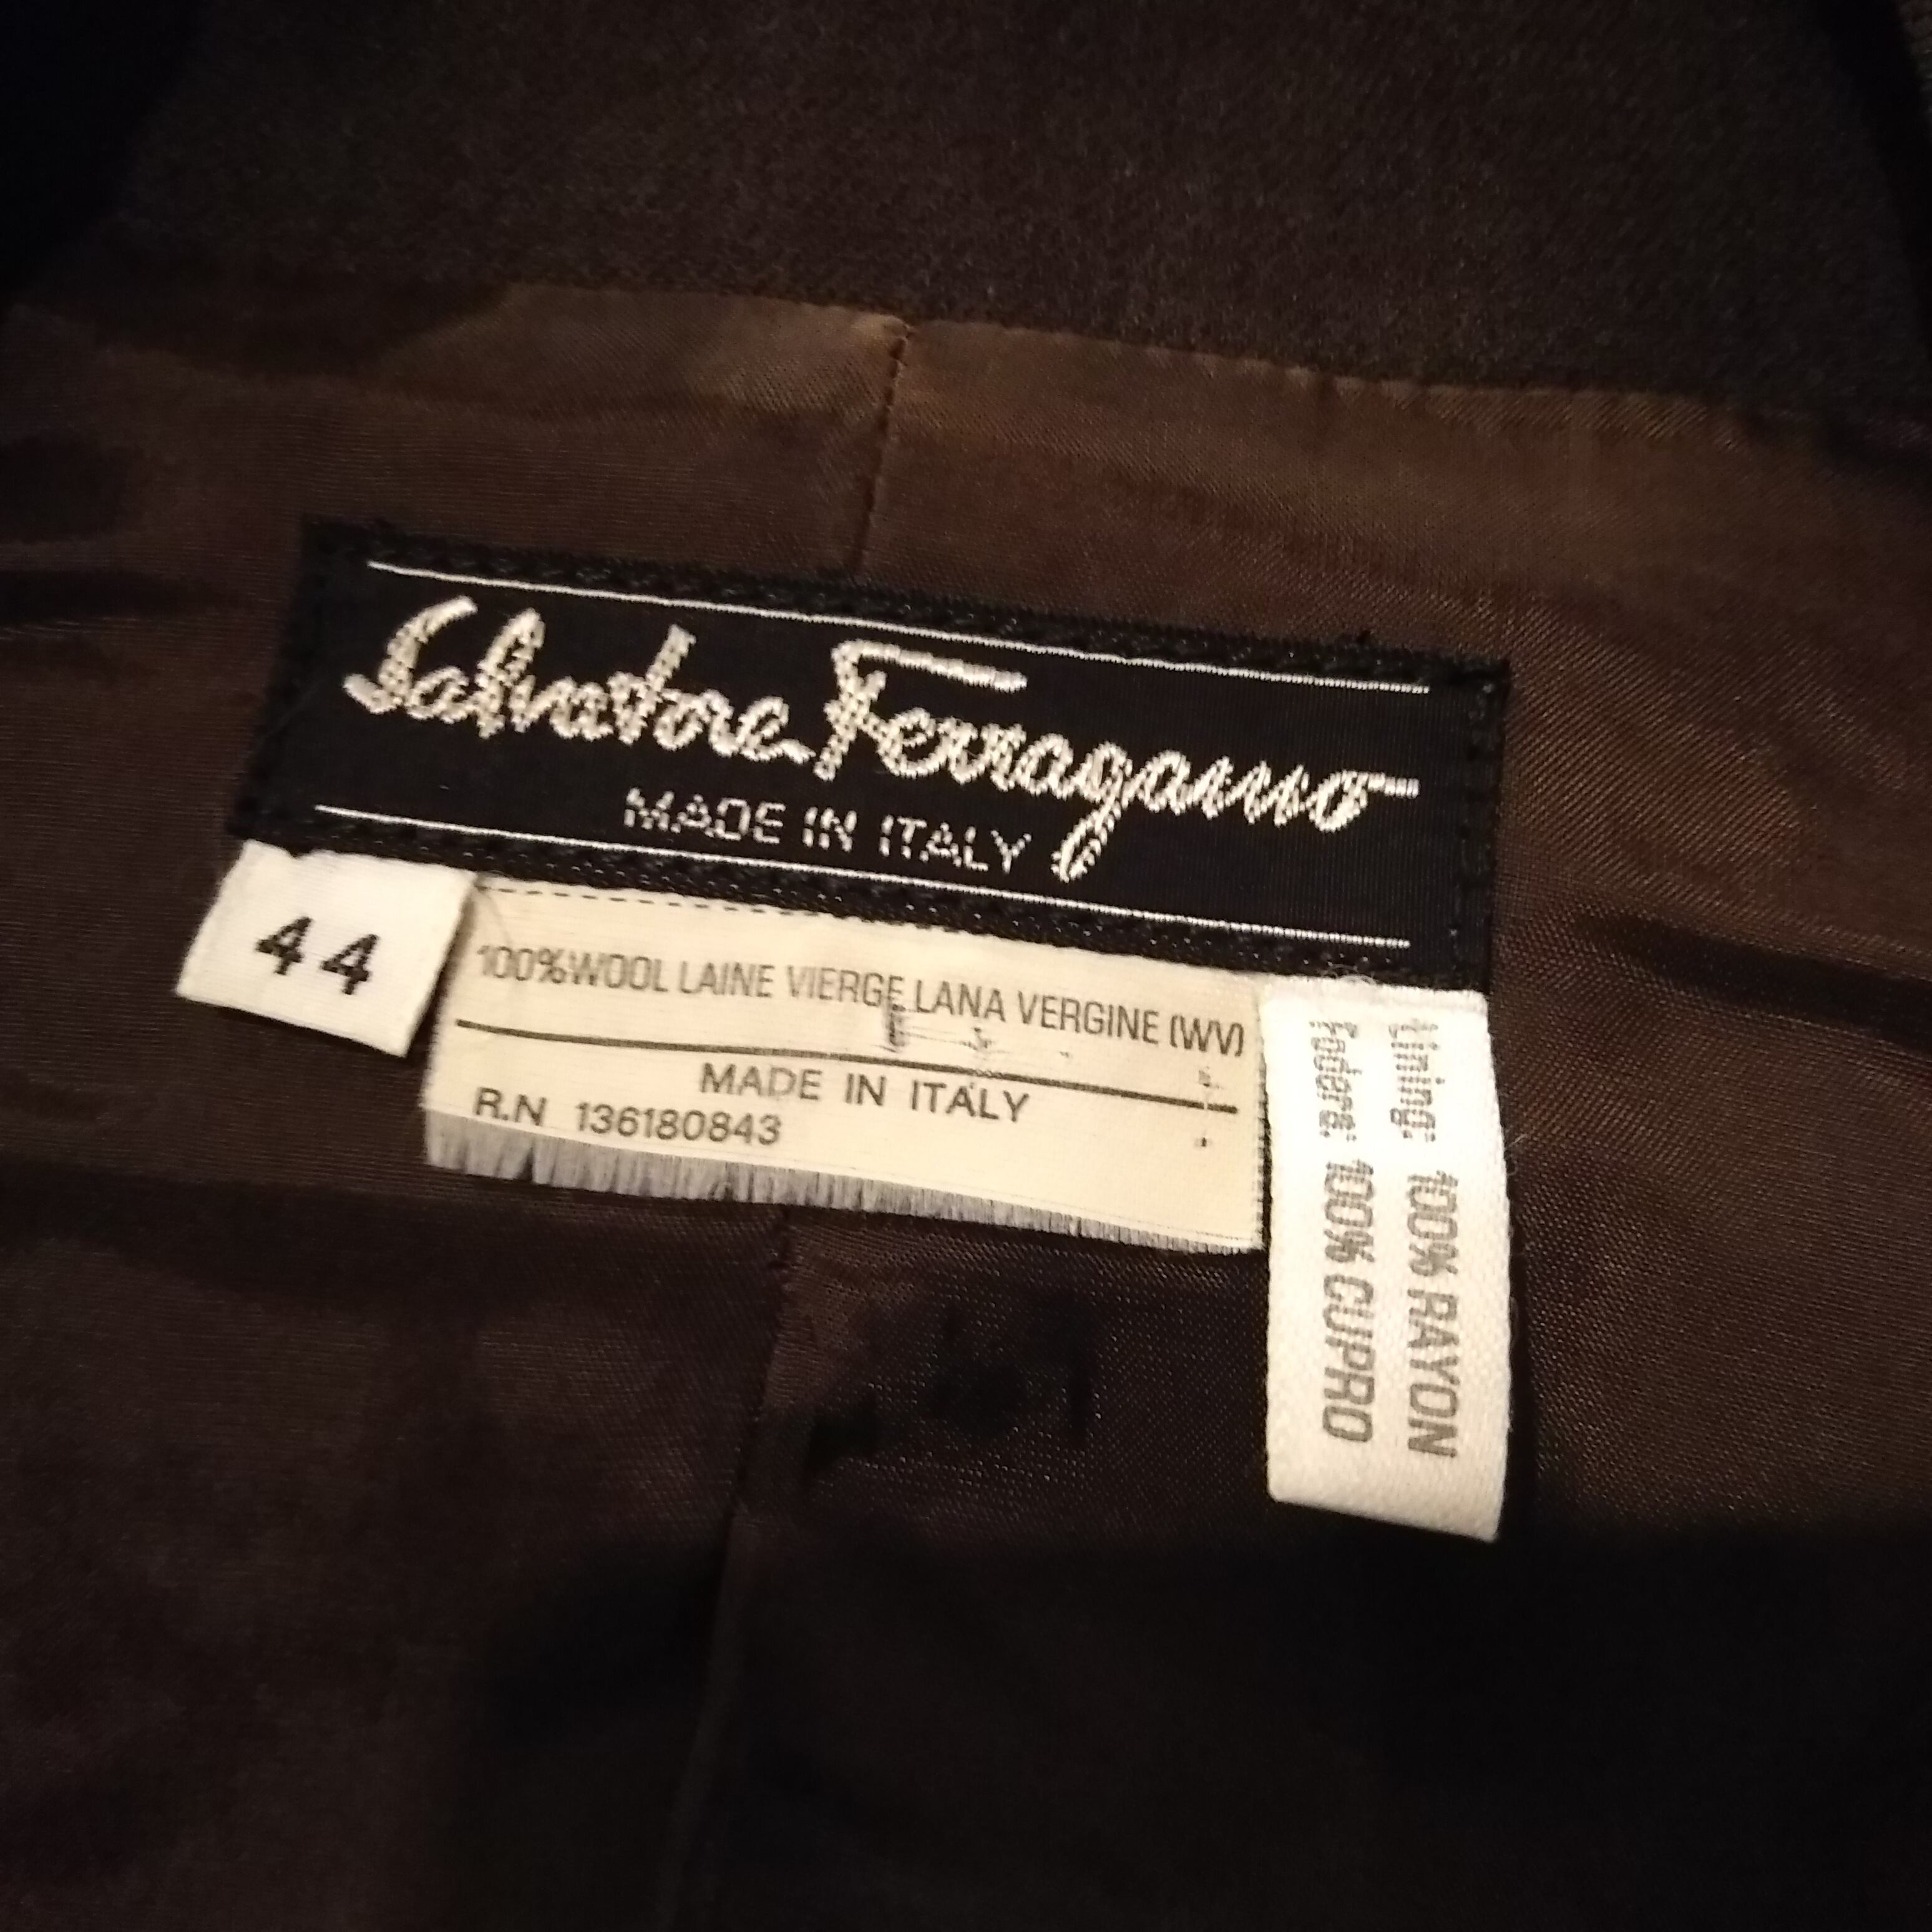 Salvatore Ferragamo
MADE IN ITALY
44
100%WOOL LAINE VIERGE LANA VERGINE (WV)
MADE IN ITALY
R.N 136180843
Lining: 100% RAYON
Fodera: 100% CUPRO